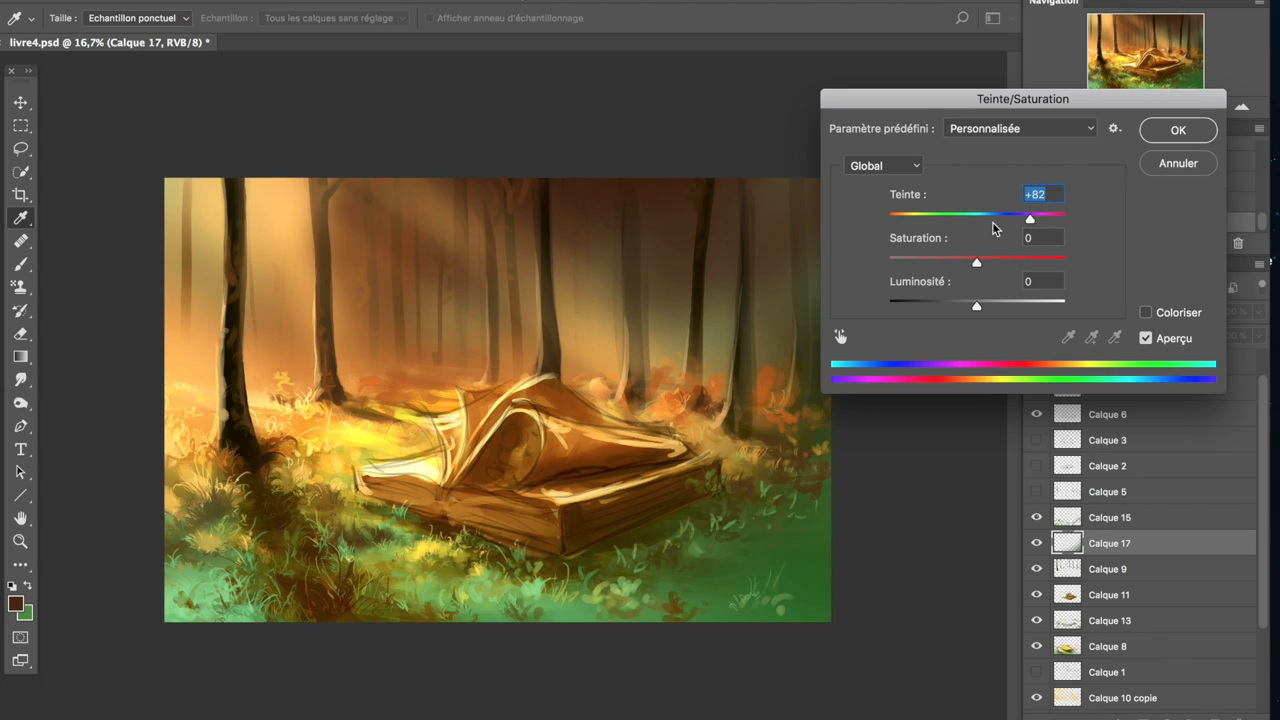 Taille : Echantillon ponctuel Echantillon : Tous les calques sans réglage Afficher anneau d'échantillonnage
Navigation
livre4.psd @ 16,7% (Calque 17, RVB/8) *
Teinte/Saturation
Paramètre prédéfini : Personnalisée
OK
Global
Annuler
Teinte : +82
Saturation : 0
Luminosité : 0
Coloriser
Aperçu
Calque 6
Calque 3
Calque 2
Calque 5
Calque 15
Calque 17
Calque 9
Calque 11
Calque 13
Calque 8
Calque 1
Calque 10 copie